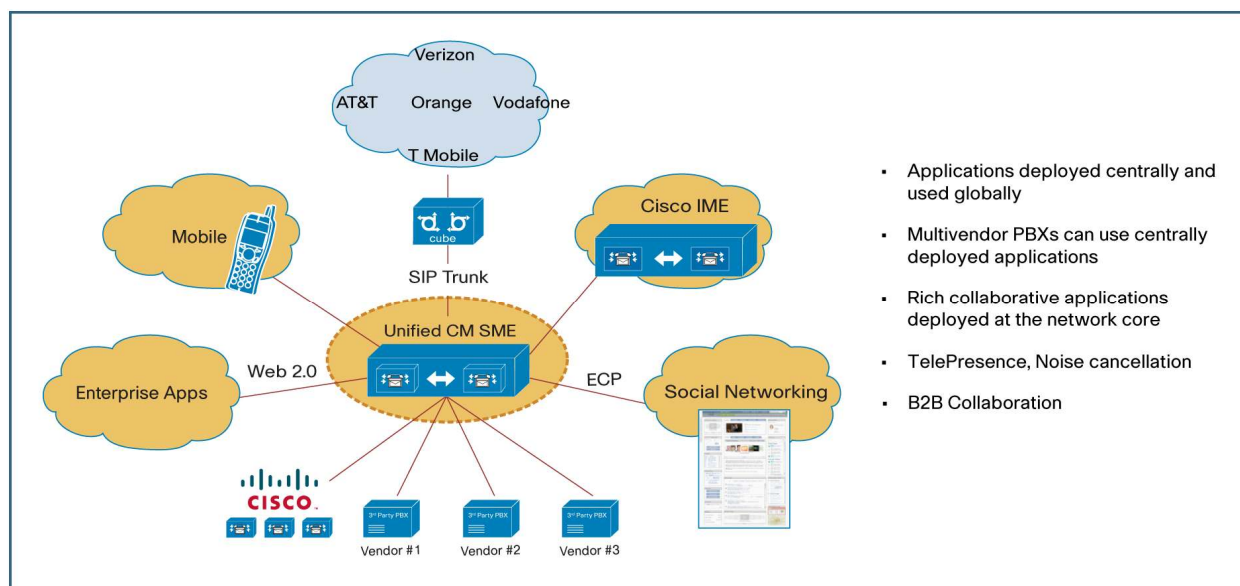 Verizon
AT&T Orange Vodafone
T Mobile
cube
SIP Trunk
Mobile
Cisco IME
Unified CM SME
Enterprise Apps
Web 2.0
ECP
Social Networking
CISCO
3rd Party PBX
Vendor #1
3rd Party PBX
Vendor #2
3rd Party PBX
Vendor #3
▪ Applications deployed centrally and
used globally
▪ Multivendor PBXs can use centrally
deployed applications
▪ Rich collaborative applications
deployed at the network core
▪ TelePresence, Noise cancellation
▪ B2B Collaboration